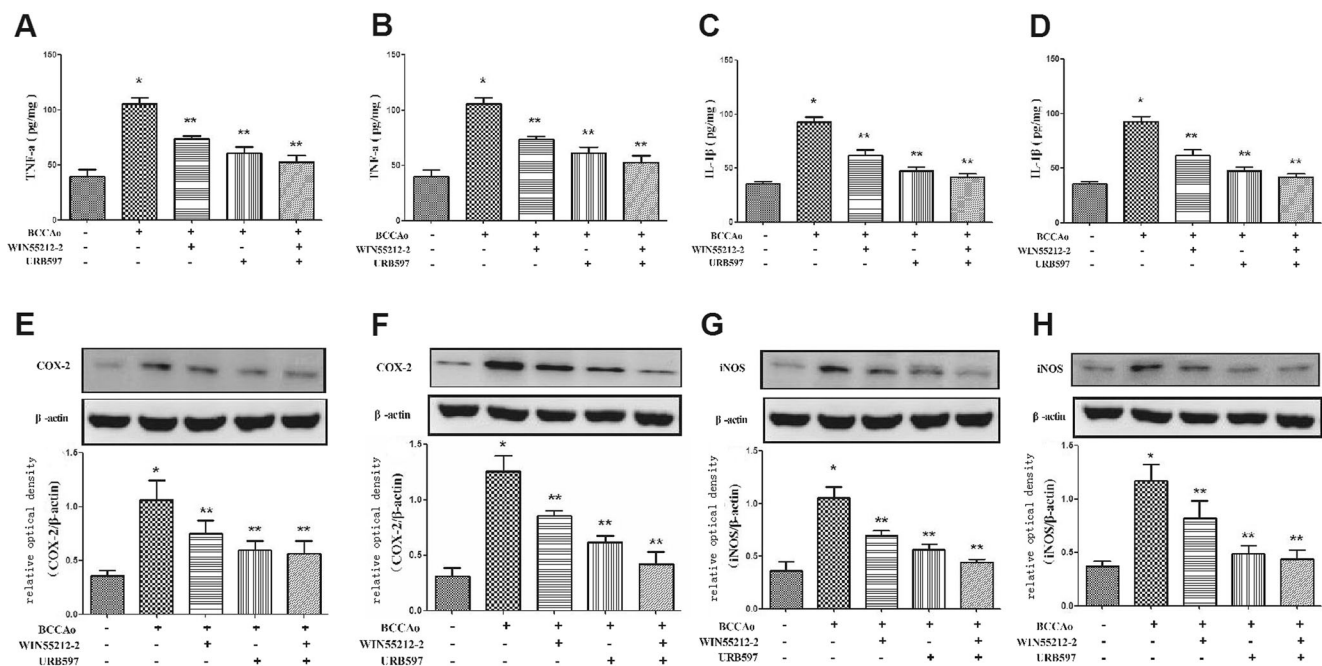 A
TNF-a ( pg/mg )
150
100
50
0
*
**
**
**
BCCAo - + + + +
WIN55212-2 - - + - +
URB597 - - - + +
B
TNF-a ( pg/mg )
150
100
50
0
*
**
**
**
BCCAo - + + + +
WIN55212-2 - - + - +
URB597 - - - + +
C
IL-1β ( pg/mg )
150
100
50
0
*
**
**
**
BCCAo - + + + +
WIN55212-2 - - + - +
URB597 - - - + +
D
IL-1β ( pg/mg )
150
100
50
0
*
**
**
**
BCCAo - + + + +
WIN55212-2 - - + - +
URB597 - - - + +
E
COX-2
β -actin
relative optical density
(COX-2/β-actin)
1.5
1.0
0.5
0.0
*
**
**
**
BCCAo - + + + +
WIN55212-2 - - + - +
URB597 - - - + +
F
COX-2
β -actin
relative optical density
(COX-2/β-actin)
1.5
1.0
0.5
0.0
*
**
**
**
BCCAo - + + + +
WIN55212-2 - - + - +
URB597 - - - + +
G
iNOS
β -actin
relative optical density
(iNOS/β-actin)
1.5
1.0
0.5
0.0
*
**
**
**
BCCAo - + + + +
WIN55212-2 - - + - +
URB597 - - - + +
H
iNOS
β -actin
relative optical density
(iNOS/β-actin)
1.5
1.0
0.5
0.0
*
**
**
**
BCCAo - + + + +
WIN55212-2 - - + - +
URB597 - - - + +